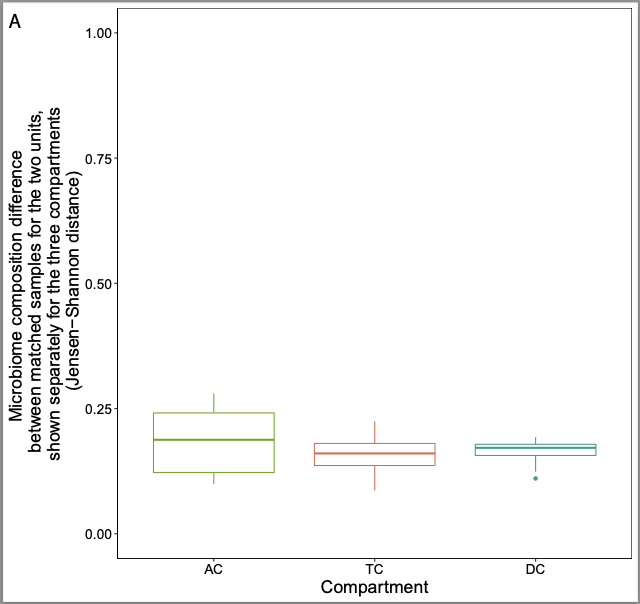 A
Microbiome composition difference
between matched samples for the two units,
shown separately for the three compartments
(Jensen−Shannon distance)
1.00
0.75
0.50
0.25
0.00
AC TC DC
Compartment